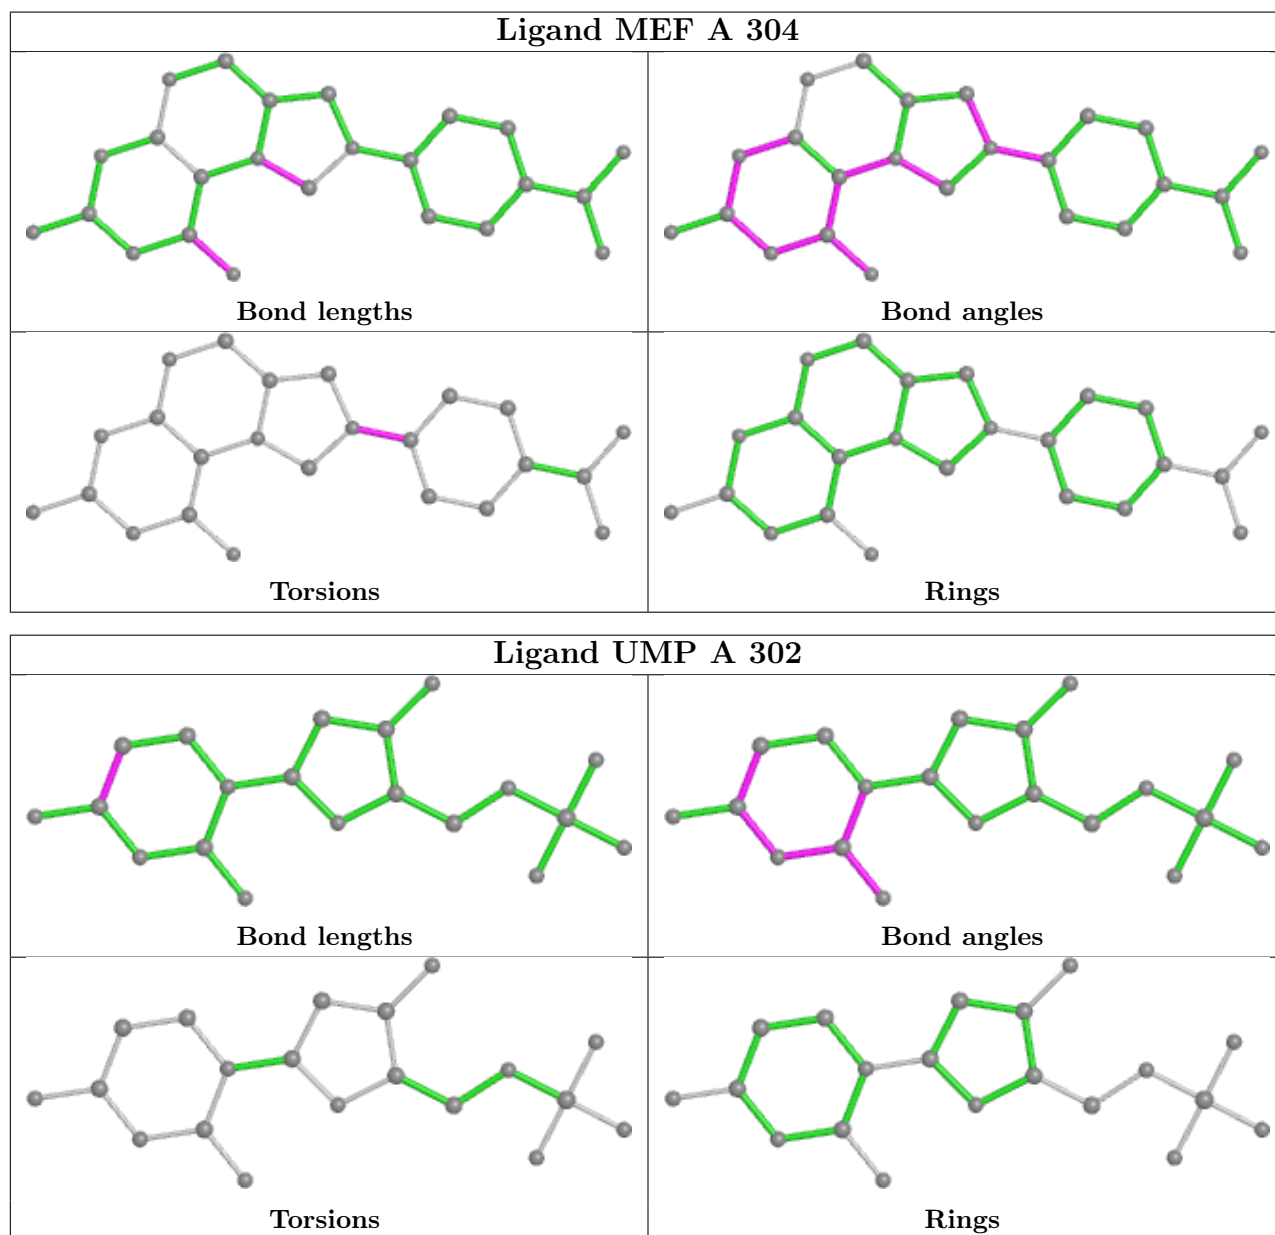 Ligand MEF A 304
Bond lengths
Bond angles
Torsions
Rings
Ligand UMP A 302
Bond lengths
Bond angles
Torsions
Rings